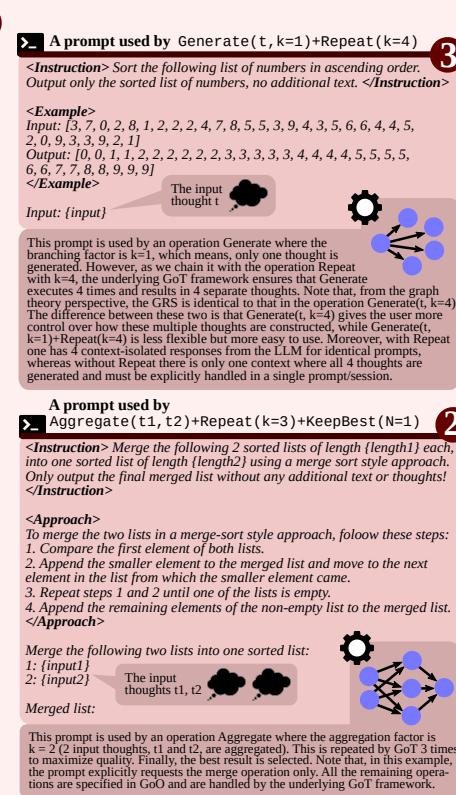 >_ A prompt used by Generate(t,k=1)+Repeat(k=4)
3
<Instruction> Sort the following list of numbers in ascending order.
Output only the sorted list of numbers, no additional text. </Instruction>
<Example>
Input: [3, 7, 0, 2, 8, 1, 2, 2, 2, 4, 7, 8, 5, 5, 3, 9, 4, 3, 5, 6, 6, 4, 4, 5,
2, 0, 9, 3, 3, 9, 2, 1]
Output: [0, 0, 1, 1, 2, 2, 2, 2, 2, 2, 3, 3, 3, 3, 3, 4, 4, 4, 4, 5, 5, 5, 5,
6, 6, 7, 7, 8, 8, 9, 9, 9]
</Example>
The input
thought t
Input: {input}
This prompt is used by an operation Generate where the
branching factor is k=1, which means, only one thought is
generated. However, as we chain it with the operation Repeat
with k=4, the underlying GoT framework ensures that Generate
executes 4 times and results in 4 separate thoughts. Note that, from the graph
theory perspective, the GRS is identical to that in the operation Generate(t, k=4)
The difference between these two is that Generate(t, k=4) gives the user more
control over how these multiple thoughts are constructed, while Generate(t,
k=1)+Repeat(k=4) is less flexible but more easy to use. Moreover, with Repeat
one has 4 context-isolated responses from the LLM for identical prompts,
whereas without Repeat there is only one context where all 4 thoughts are
generated and must be explicitly handled in a single prompt/session.
A prompt used by
>_ Aggregate(t1,t2)+Repeat(k=3)+KeepBest(N=1)
2
<Instruction> Merge the following 2 sorted lists of length {length1} each,
into one sorted list of length {length2} using a merge sort style approach.
Only output the final merged list without any additional text or thoughts!
</Instruction>
<Approach>
To merge the two lists in a merge-sort style approach, foloow these steps:
1. Compare the first element of both lists.
2. Append the smaller element to the merged list and move to the next
element in the list from which the smaller element came.
3. Repeat steps 1 and 2 until one of the lists is empty.
4. Append the remaining elements of the non-empty list to the merged list.
</Approach>
Merge the following two lists into one sorted list:
1: {input1}
2: {input2}
The input
thoughts t1, t2
Merged list:
This prompt is used by an operation Aggregate where the aggregation factor is
k = 2 (2 input thoughts, t1 and t2, are aggregated). This is repeated by GoT 3 times
to maximize quality. Finally, the best result is selected. Note that, in this example,
the prompt explicitly requests the merge operation only. All the remaining opera-
tions are specified in GoO and are handled by the underlying GoT framework.